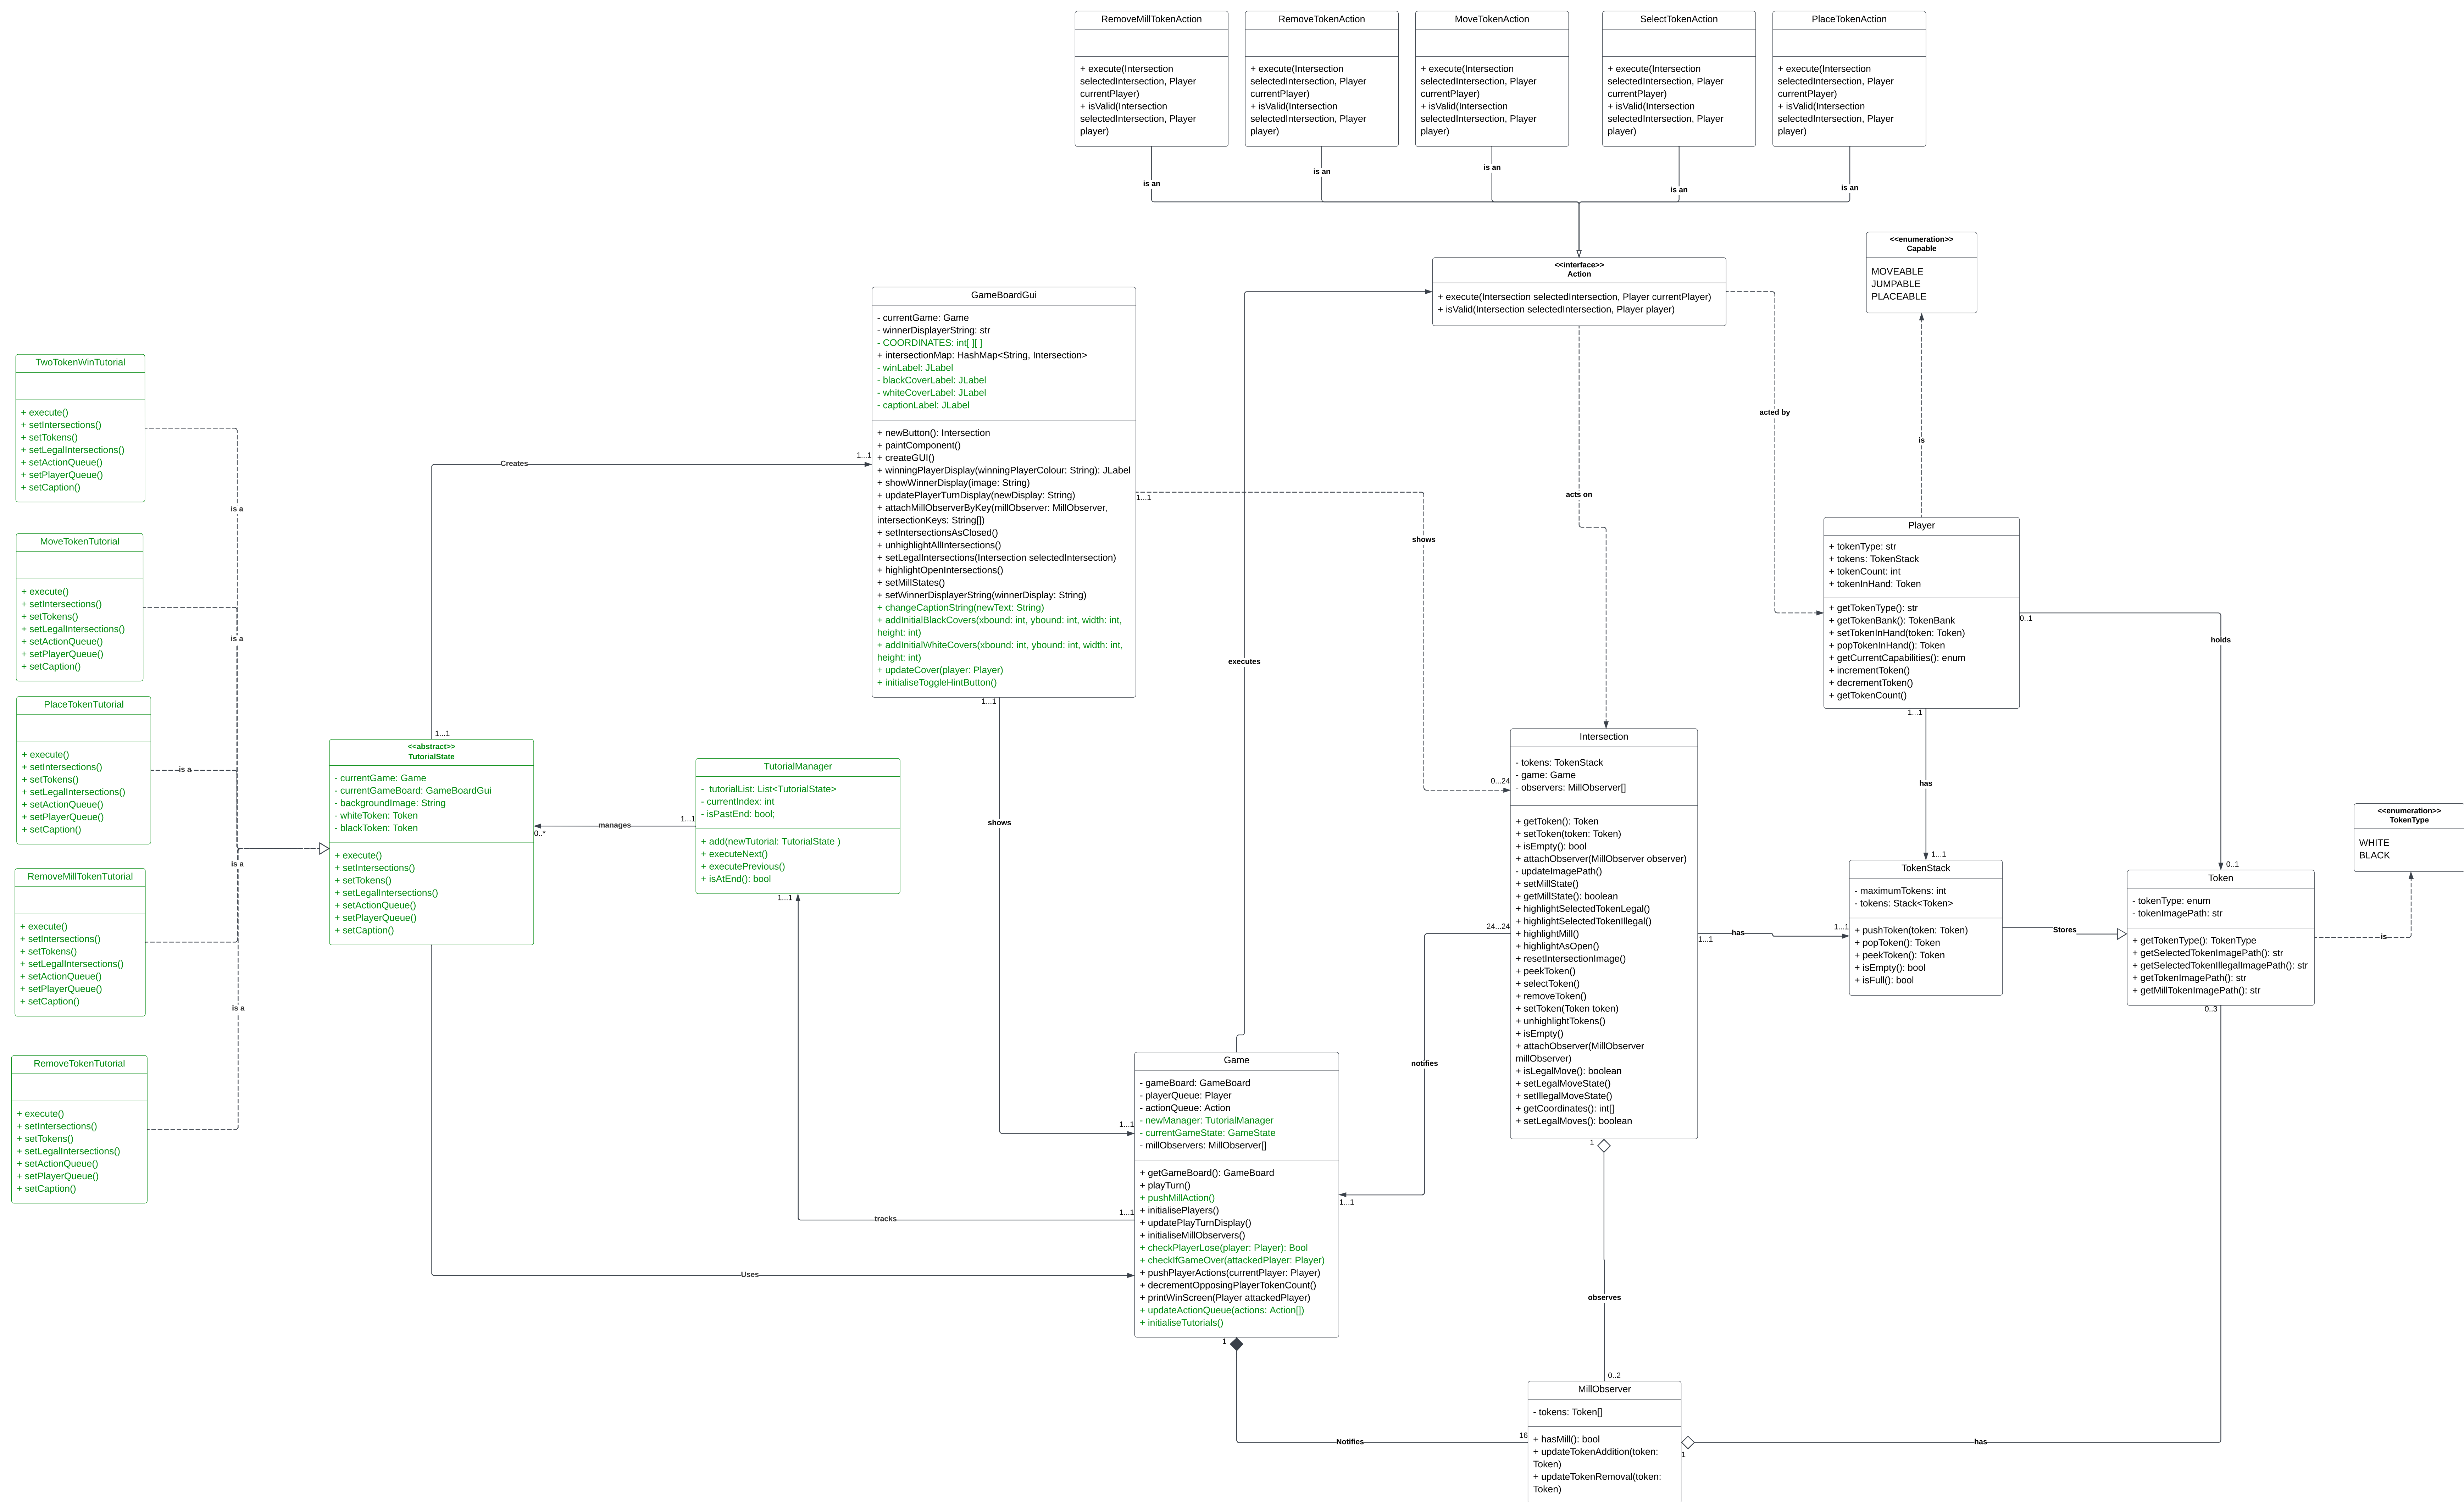 RemoveMillTokenAction
+ execute(Intersection
selectedIntersection, Player
currentPlayer)
+ isValid(Intersection
selectedIntersection, Player
player)
is an
RemoveTokenAction
+ execute(Intersection
selectedIntersection, Player
currentPlayer)
+ isValid(Intersection
selectedIntersection, Player
player)
is an
MoveTokenAction
+ execute(Intersection
selectedIntersection, Player
currentPlayer)
+ isValid(Intersection
selectedIntersection, Player
player)
is an
SelectTokenAction
+ execute(Intersection
selectedIntersection, Player
currentPlayer)
+ isValid(Intersection
selectedIntersection, Player
player)
is an
PlaceTokenAction
+ execute(Intersection
selectedIntersection, Player
currentPlayer)
+ isValid(Intersection
selectedIntersection, Player
player)
is an
<<interface>>
Action
+ execute(Intersection selectedIntersection, Player currentPlayer)
+ isValid(Intersection selectedIntersection, Player player)
acted by
acts on
executes
<<enumeration>>
Capable
MOVEABLE
JUMPABLE
PLACEABLE
is
GameBoardGui
- currentGame: Game
- winnerDisplayerString: str
- COORDINATES: int[ ][ ]
+ intersectionMap: HashMap<String, Intersection>
- winLabel: JLabel
- blackCoverLabel: JLabel
- whiteCoverLabel: JLabel
- captionLabel: JLabel
+ newButton(): Intersection
+ paintComponent()
+ createGUI()
+ winningPlayerDisplay(winningPlayerColour: String): JLabel
+ showWinnerDisplay(image: String)
+ updatePlayerTurnDisplay(newDisplay: String)
+ attachMillObserverByKey(millObserver: MillObserver,
intersectionKeys: String[])
+ setIntersectionsAsClosed()
+ unhighlightAllIntersections()
+ setLegalIntersections(Intersection selectedIntersection)
+ highlightOpenIntersections()
+ setMillStates()
+ setWinnerDisplayerString(winnerDisplay: String)
+ changeCaptionString(newText: String)
+ addInitialBlackCovers(xbound: int, ybound: int, width: int,
height: int)
+ addInitialWhiteCovers(xbound: int, ybound: int, width: int,
height: int)
+ updateCover(player: Player)
+ initialiseToggleHintButton()
1...1
Creates
1...1
1...1
shows
0...24
1...1
shows
1...1
TwoTokenWinTutorial
+ execute()
+ setIntersections()
+ setTokens()
+ setLegalIntersections()
+ setActionQueue()
+ setPlayerQueue()
+ setCaption()
is a
MoveTokenTutorial
+ execute()
+ setIntersections()
+ setTokens()
+ setLegalIntersections()
+ setActionQueue()
+ setPlayerQueue()
+ setCaption()
is a
PlaceTokenTutorial
+ execute()
+ setIntersections()
+ setTokens()
+ setLegalIntersections()
+ setActionQueue()
+ setPlayerQueue()
+ setCaption()
is a
RemoveMillTokenTutorial
+ execute()
+ setIntersections()
+ setTokens()
+ setLegalIntersections()
+ setActionQueue()
+ setPlayerQueue()
+ setCaption()
is a
RemoveTokenTutorial
+ execute()
+ setIntersections()
+ setTokens()
+ setLegalIntersections()
+ setActionQueue()
+ setPlayerQueue()
+ setCaption()
is a
<<abstract>>
TutorialState
- currentGame: Game
- currentGameBoard: GameBoardGui
- backgroundImage: String
- whiteToken: Token
- blackToken: Token
+ execute()
+ setIntersections()
+ setTokens()
+ setLegalIntersections()
+ setActionQueue()
+ setPlayerQueue()
+ setCaption()
0..*
manages
1...1
Uses
TutorialManager
- tutorialList: List<TutorialState>
- currentIndex: int
- isPastEnd: bool;
+ add(newTutorial: TutorialState )
+ executeNext()
+ executePrevious()
+ isAtEnd(): bool
1...1
tracks
1...1
Game
- gameBoard: GameBoard
- playerQueue: Player
- actionQueue: Action
- newManager: TutorialManager
- currentGameState: GameState
- millObservers: MillObserver[]
+ getGameBoard(): GameBoard
+ playTurn()
+ pushMillAction()
+ initialisePlayers()
+ updatePlayTurnDisplay()
+ initialiseMillObservers()
+ checkPlayerLose(player: Player): Bool
+ checkIfGameOver(attackedPlayer: Player)
+ pushPlayerActions(currentPlayer: Player)
+ decrementOpposingPlayerTokenCount()
+ printWinScreen(Player attackedPlayer)
+ updateActionQueue(actions: Action[])
+ initialiseTutorials()
1
Notifies
16
Intersection
- tokens: TokenStack
- game: Game
- observers: MillObserver[]
+ getToken(): Token
+ setToken(token: Token)
+ isEmpty(): bool
+ attachObserver(MillObserver observer)
- updateImagePath()
+ setMillState()
+ getMillState(): boolean
+ highlightSelectedTokenLegal()
+ highlightSelectedTokenIllegal()
+ highlightMill()
+ highlightAsOpen()
+ resetIntersectionImage()
+ peekToken()
+ selectToken()
+ removeToken()
+ setToken(Token token)
+ unhighlightTokens()
+ isEmpty()
+ attachObserver(MillObserver
millObserver)
+ isLegalMove(): boolean
+ setLegalMoveState()
+ setIllegalMoveState()
+ getCoordinates(): int[]
+ setLegalMoves(): boolean
24...24
notifies
1...1
1...1
has
1...1
1
observes
0..2
Player
+ tokenType: str
+ tokens: TokenStack
+ tokenCount: int
+ tokenInHand: Token
+ getTokenType(): str
+ getTokenBank(): TokenBank
+ setTokenInHand(token: Token)
+ popTokenInHand(): Token
+ getCurrentCapabilities(): enum
+ incrementToken()
+ decrementToken()
+ getTokenCount()
0..1
holds
0..1
1...1
has
1...1
TokenStack
- maximumTokens: int
- tokens: Stack<Token>
+ pushToken(token: Token)
+ popToken(): Token
+ peekToken(): Token
+ isEmpty(): bool
+ isFull(): bool
Stores
Token
- tokenType: enum
- tokenImagePath: str
+ getTokenType(): TokenType
+ getSelectedTokenImagePath(): str
+ getSelectedTokenIllegalImagePath(): str
+ getTokenImagePath(): str
+ getMillTokenImagePath(): str
is
<<enumeration>>
TokenType
WHITE
BLACK
0..3
has
1
MillObserver
- tokens: Token[]
+ hasMill(): bool
+ updateTokenAddition(token:
Token)
+ updateTokenRemoval(token:
Token)